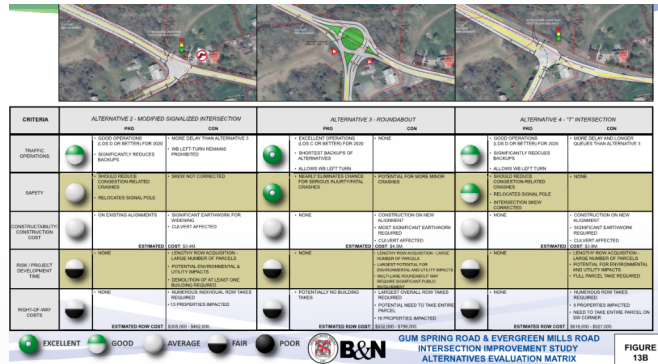 CRITERIA
ALTERNATIVE 2 - MODIFIED SIGNALIZED INTERSECTION
ALTERNATIVE 3 - ROUNDABOUT
ALTERNATIVE 4 - "T" INTERSECTION
PRO CON PRO CON PRO CON
TRAFFIC
OPERATIONS
• GOOD OPERATIONS
(LOS D OR BETTER) FOR 2020
• SIGNIFICANTLY REDUCES
BACKUPS
• MORE DELAY THAN ALTERNATIVE 3
• WB LEFT-TURN REMAINS
PROHIBITED
• EXCELLENT OPERATIONS
(LOS C OR BETTER) FOR 2020
• SHORTEST BACKUPS OF
ALTERNATIVES
• ALLOWS WB LEFT TURN
• NONE
• GOOD OPERATIONS
(LOS D OR BETTER) FOR 2020
• SIGNIFICANTLY REDCUES
BACKUPS
• ALLOWS WB LEFT TURN
• MORE DELAY AND LONGER
QUEUES THAN ALTERNATIVE 3
SAFETY
• SHOULD REDUCE
CONGESTION-RELATED
CRASHES
• RELOCATES SIGNAL POLE
• SKEW NOT CORRECTED
• NEARLY ELIMINATES CHANCE
FOR SERIOUS INJURY/FATAL
CRASHES
• POTENTIAL FOR MORE MINOR
CRASHES
• SHOULD REDUCE
CONGESTION-RELATED
CRASHES
• RELOCATES SIGNAL POLE
• INTERSECTION SKEW
CORRECTED
• NONE
CONSTRUCTABILITY/
CONSTRUCTION
COST
• ON EXISTING ALIGNMENTS
• SIGNIFICANT EARTHWORK FOR
WIDENING
• CULVERT AFFECTED
ESTIMATED COST: $3.4M
• NONE
• CONSTRUCTION ON NEW
ALIGNMENT
• MOST SIGNIFICANT EARTHWORK
REQUIRED
• CULVERT AFFECTED
ESTIMATED COST:
• NONE
• CONSTRUCTION ON NEW
ALIGNMENT
• SIGNIFICANT EARTHWORK
REQUIRED
• CULVERT AFFECTED
ESTIMATED COST:
RISK / PROJECT
DEVELOPMENT
TIME
• NONE
• LENGTHY ROW ACQUISITION -
LARGE NUMBER OF PARCELS
• POTENTIAL ENVIRONMENTAL &
UTILITY IMPACTS
• DEMOLITION OF AT LEAST ONE
BUILDING REQUIRED
• NONE
• LENGTHY ROW ACQUISITION - LARGE
NUMBER OF PARCELS
• LARGEST POTENTIAL FOR
ENVIRONMENTAL AND UTILITY IMPACTS
• MULTI-LANE ROUNDABOUT MAY
REQUIRE SIGNIFICANT PUBLIC
INVOLVEMENT
• NONE
• LENGTHY ROW ACQUISITION -
LARGE NUMBER OF PARCELS
• POTENTIAL FOR ENVIRONMENTAL
AND UTILITY IMPACTS
• FULL PARCEL TAKE REQUIRED
RIGHT-OF-WAY
COSTS
• NONE
• NUMEROUS INDIVIDUAL ROW TAKES
REQUIRED
• 13 PROPERTIES IMPACTED
ESTIMATED ROW COST:
• POTENTIALLY NO BUILDING
TAKES
• LARGEST OVERALL ROW TAKES
REQUIRED
• POTENTIAL NEED TO TAKE ENTIRE
PARCEL
• PROPERTIES IMPACTED
ESTIMATED ROW COST:
• NONE
• NUMEROUS ROW TAKES
REQUIRED
• PROPERTIES IMPACTED
• NEED TO TAKE ENTIRE PARCEL ON
SW CORNER
ESTIMATED ROW COST:
EXCELLENT GOOD AVERAGE FAIR POOR
B&N
GUM SPRING ROAD & EVERGREEN MILLS ROAD
INTERSECTION IMPROVEMENT STUDY
ALTERNATIVES EVALUATION MATRIX
FIGURE
13B